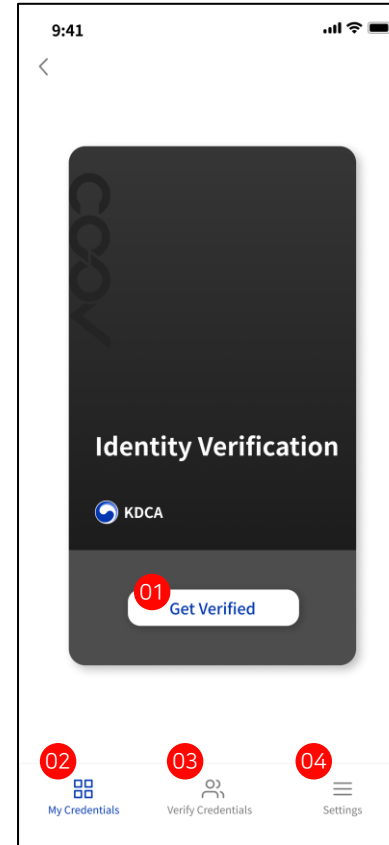 9:41
COOV
Identity Verification
KDCA
01
Get Verified
02
03
04
My Credentials
Verify Credentials
Settings